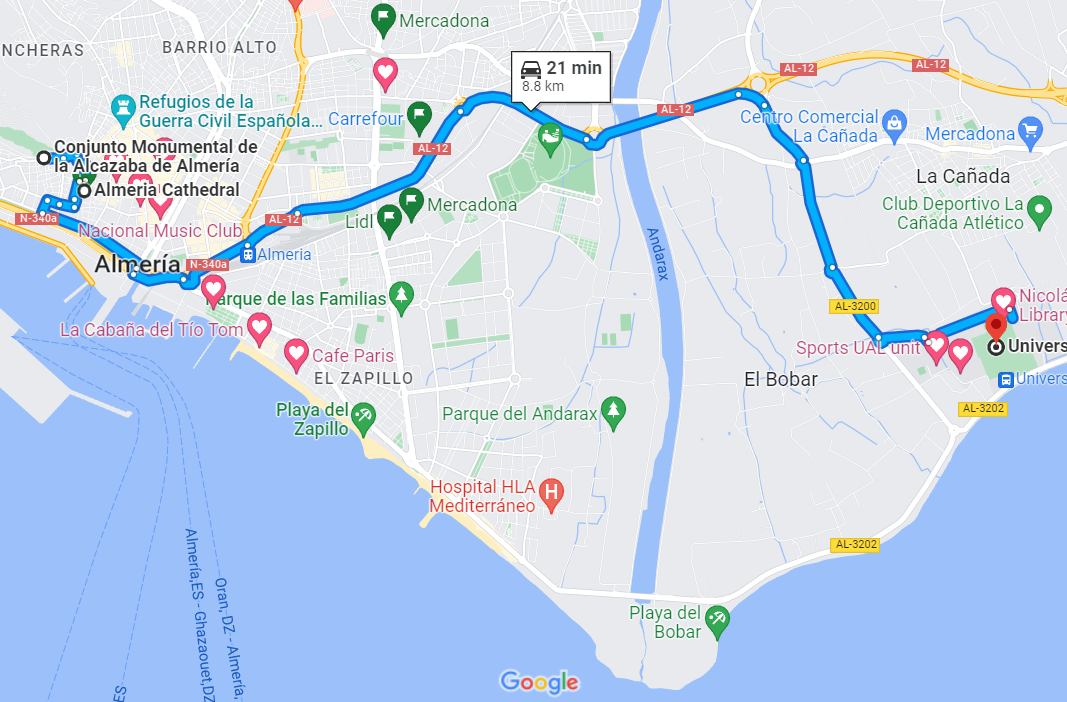 Mercadona
NCHERAS
BARRIO ALTO
21 min
8.8 km
AL-12
AL-12
Refugios de la
Guerra Civil Española...
Carrefour
AL-12
Centro Comercial
La Cañada
Mercadona
AL-12
Conjunto Monumental de
la Alcazaba de Almería
Almeria Cathedral
La Cañada
Mercadona
Lidl
Club Deportivo La
Cañada Atlético
N-340a
AL-12
Nacional Music Club
Andarax
Almeria
Almería
N-340a
Parque de las Familias
Nicolá
Library
AL-3200
La Cabaña del Tío Tom
Cafe Paris
Sports UAL unit
Univers
EL ZAPILLO
El Bobar
Univers
Playa del
Zapillo
Parque del Andarax
AL-3202
Hospital HLA
Mediterráneo
H
AL-3202
Almería,ES - Ghazaouet,DZ
Oran, DZ - Almería,
Playa del
Bobar
ES
Google